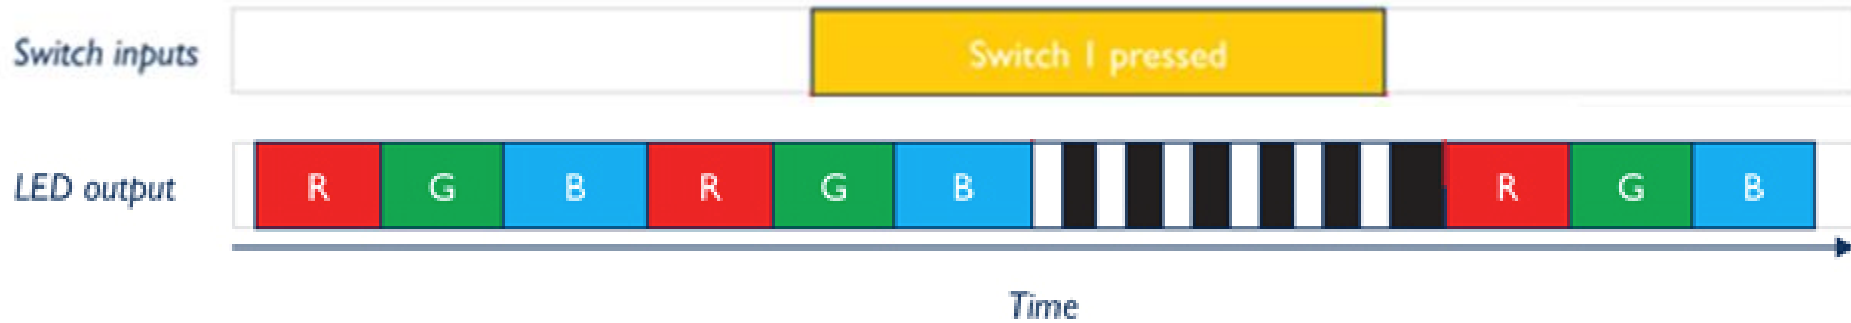 Switch inputs
Switch 1 pressed
LED output
R G B R G B R G B
Time